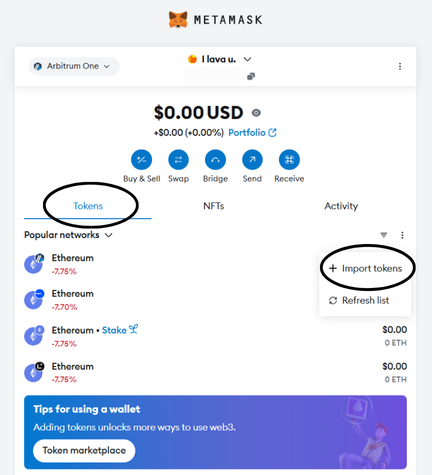 METAMASK
Arbitrum One
I lava u.
$0.00 USD
+$0.00 (+0.00%) Portfolio
Buy & Sell Swap Bridge Send Receive
Tokens NFTs Activity
Popular networks
Ethereum
-7.75%
+ Import tokens
Ethereum
-7.70%
Refresh list
Ethereum • Stake $0.00
-7.75% 0 ETH
Ethereum $0.00
-7.75% 0 ETH
Tips for using a wallet
Adding tokens unlocks more ways to use web3.
Token marketplace